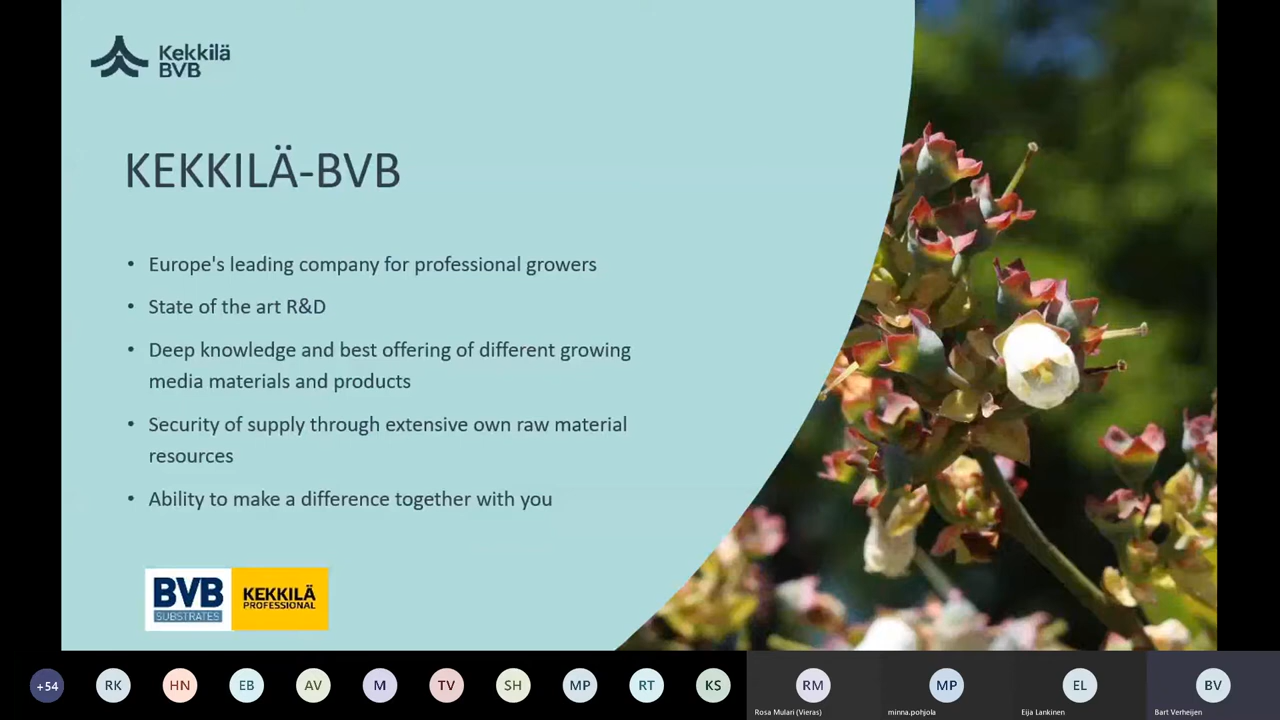 Kekkilä
BVB
KEKKILÄ-BVB
• Europe's leading company for professional growers
• State of the art R&D
• Deep knowledge and best offering of different growing
media materials and products
• Security of supply through extensive own raw material
resources
• Ability to make a difference together with you
BVB
SUBSTRATES
KEKKILÄ
PROFESSIONAL
+54 RK HN EB AV M TV SH MP RT KS RM MP EL BV
Rosa Mulari (Vieras) minna.pohjola Eija Lankinen Bart Verheijen